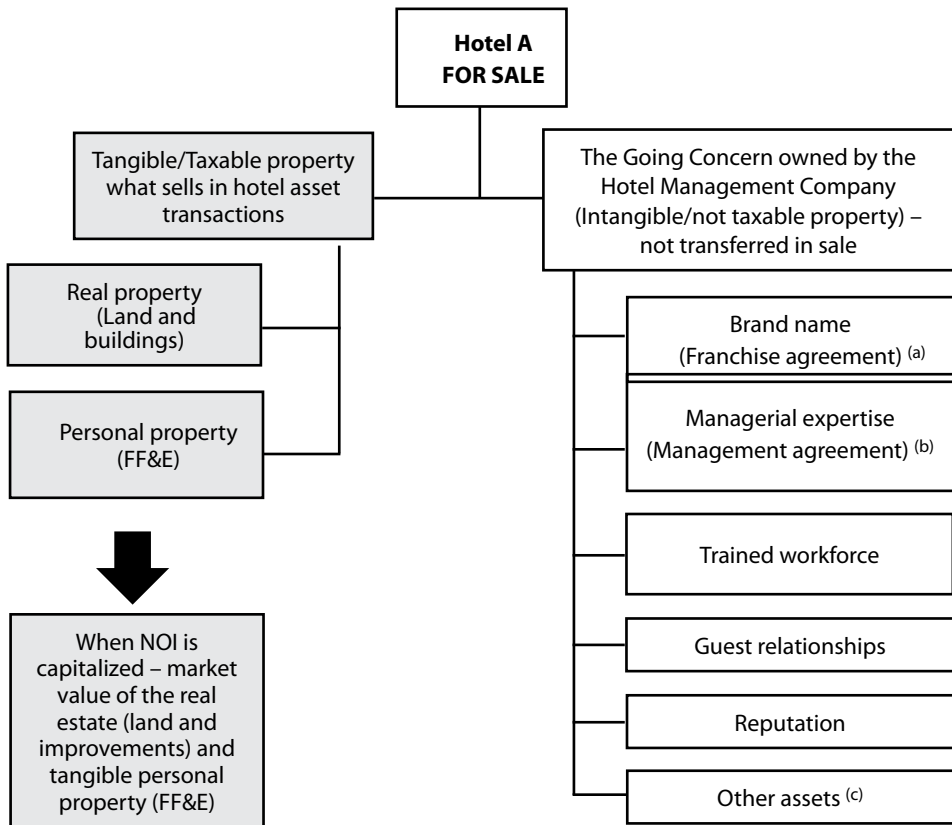 Hotel A
FOR SALE
Tangible/Taxable property
what sells in hotel asset
transactions
Real property
(Land and
buildings)
Personal property
(FF&E)
When NOI is
capitalized – market
value of the real
estate (land and
improvements) and
tangible personal
property (FF&E)
The Going Concern owned by the
Hotel Management Company
(Intangible/not taxable property) –
not transferred in sale
Brand name
(Franchise agreement) (a)
Managerial expertise
(Management agreement) (b)
Trained workforce
Guest relationships
Reputation
Other assets (c)